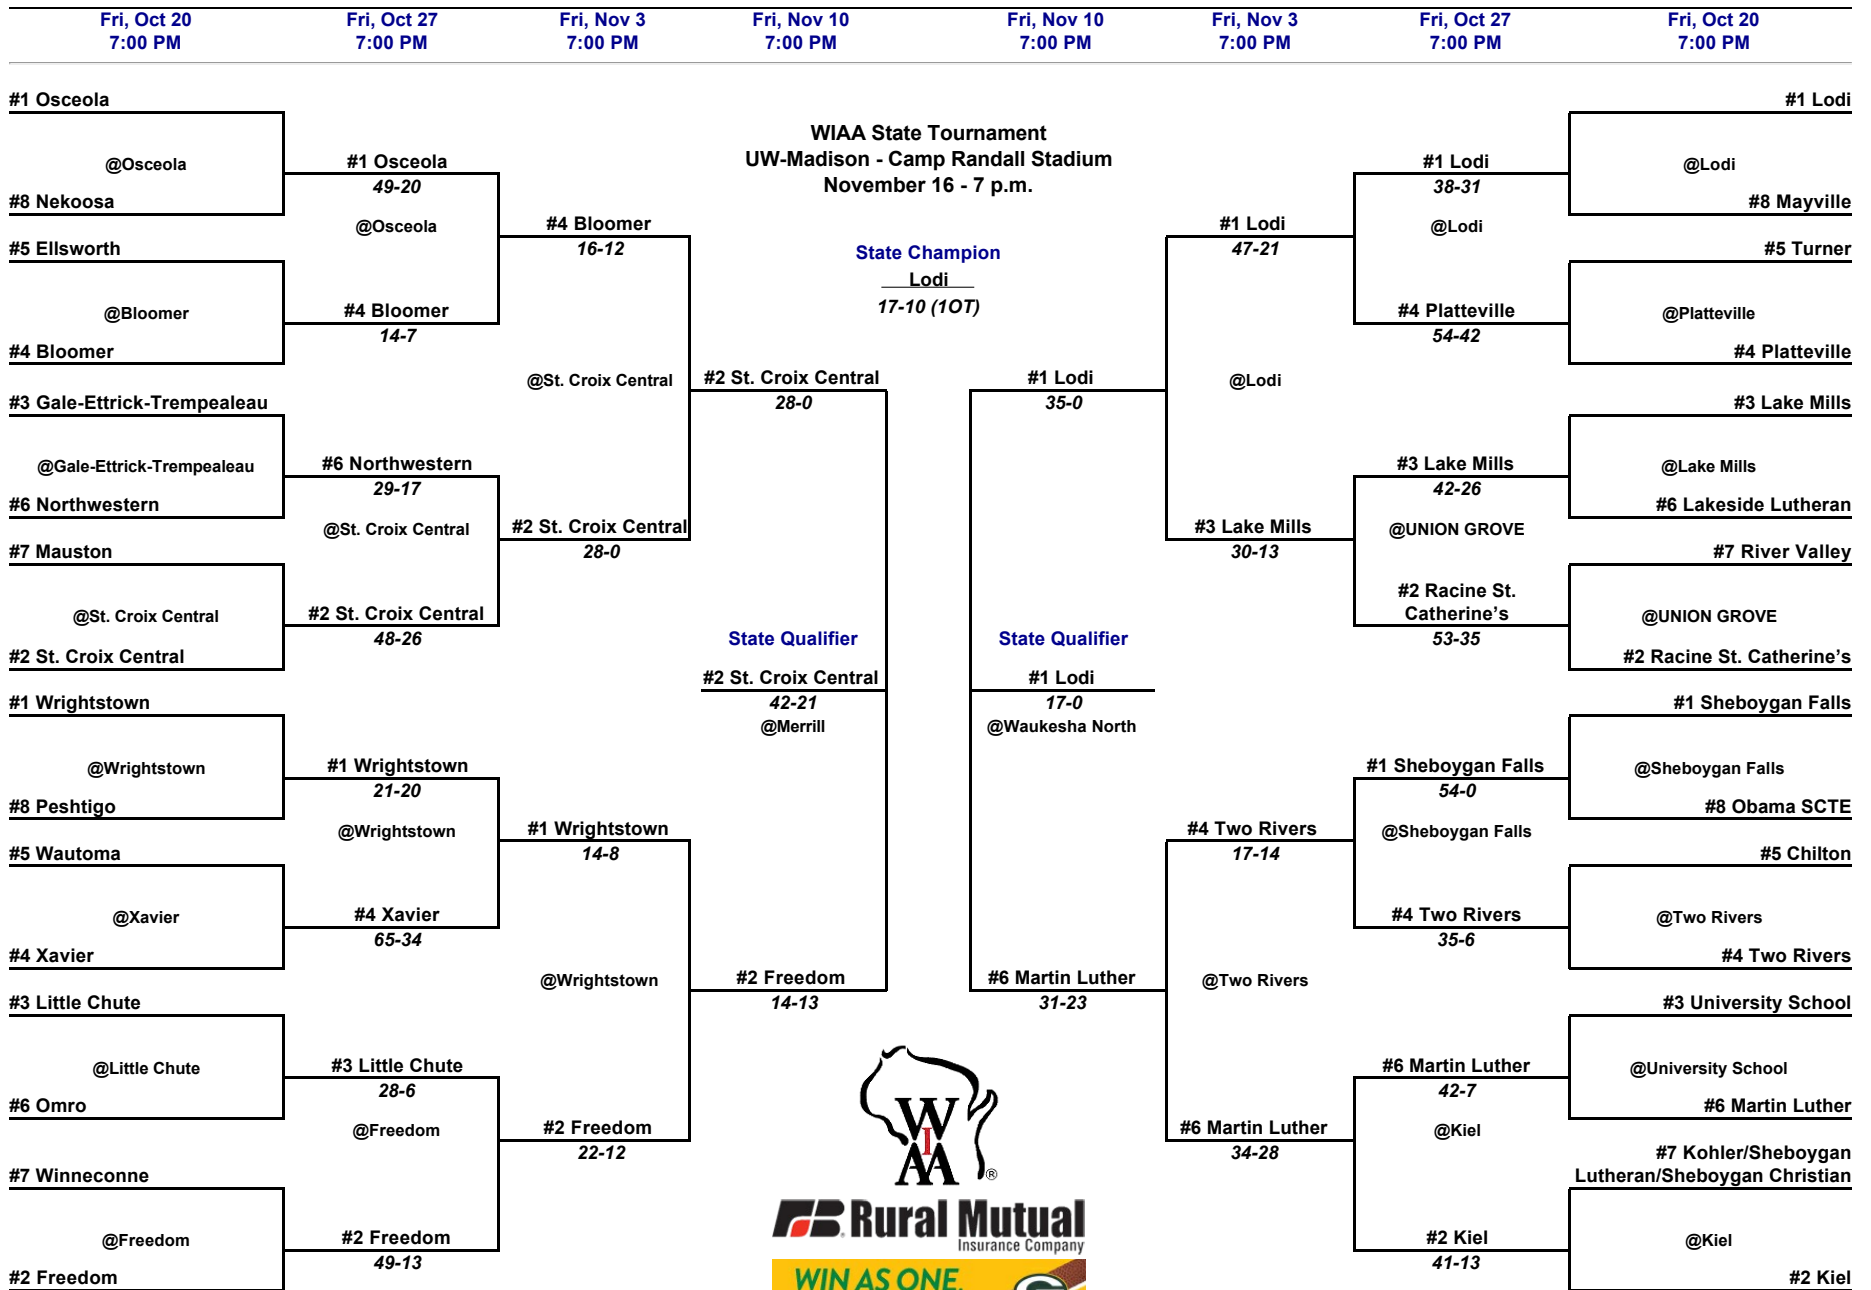 Fri, Oct 20
7:00 PM
Fri, Oct 27
7:00 PM
Fri, Nov 3
7:00 PM
Fri, Nov 10
7:00 PM
Fri, Nov 10
7:00 PM
Fri, Nov 3
7:00 PM
Fri, Oct 27
7:00 PM
Fri, Oct 20
7:00 PM
#1 Osceola
@Osceola
#8 Nekoosa
#5 Ellsworth
@Bloomer
#4 Bloomer
#3 Gale-Ettrick-Trempealeau
@Gale-Ettrick-Trempealeau
#6 Northwestern
#7 Mauston
@St. Croix Central
#2 St. Croix Central
#1 Wrightstown
@Wrightstown
#8 Peshtigo
#5 Wautoma
@Xavier
#4 Xavier
#3 Little Chute
@Little Chute
#6 Omro
#7 Winneconne
@Freedom
#2 Freedom
#1 Osceola
49-20
@Osceola
#4 Bloomer
14-7
#6 Northwestern
29-17
@St. Croix Central
#2 St. Croix Central
48-26
#1 Wrightstown
21-20
@Wrightstown
#4 Xavier
65-34
#3 Little Chute
28-6
@Freedom
#2 Freedom
49-13
#4 Bloomer
16-12
@St. Croix Central
#2 St. Croix Central
28-0
#1 Wrightstown
14-8
@Wrightstown
#2 Freedom
22-12
#2 St. Croix Central
28-0
State Qualifier
#2 St. Croix Central
42-21
@Merrill
#2 Freedom
14-13
WIAA State Tournament
UW-Madison - Camp Randall Stadium
November 16 - 7 p.m.
State Champion
Lodi
17-10 (1OT)
#1 Lodi
35-0
State Qualifier
#1 Lodi
17-0
@Waukesha North
#6 Martin Luther
31-23
#1 Lodi
47-21
@Lodi
#3 Lake Mills
30-13
#4 Two Rivers
17-14
@Two Rivers
#6 Martin Luther
34-28
#1 Lodi
38-31
@Lodi
#4 Platteville
54-42
#3 Lake Mills
42-26
@UNION GROVE
#2 Racine St.
Catherine's
53-35
#1 Sheboygan Falls
54-0
@Sheboygan Falls
#4 Two Rivers
35-6
#6 Martin Luther
42-7
@Kiel
#2 Kiel
41-13
#1 Lodi
@Lodi
#8 Mayville
#5 Turner
@Platteville
#4 Platteville
#3 Lake Mills
@Lake Mills
#6 Lakeside Lutheran
#7 River Valley
@UNION GROVE
#2 Racine St. Catherine's
#1 Sheboygan Falls
@Sheboygan Falls
#8 Obama SCTE
#5 Chilton
@Two Rivers
#4 Two Rivers
#3 University School
@University School
#6 Martin Luther
#7 Kohler/Sheboygan
Lutheran/Sheboygan Christian
@Kiel
#2 Kiel
WIAA
®
FB Rural Mutual
Insurance Company
WIN AS ONE.
G